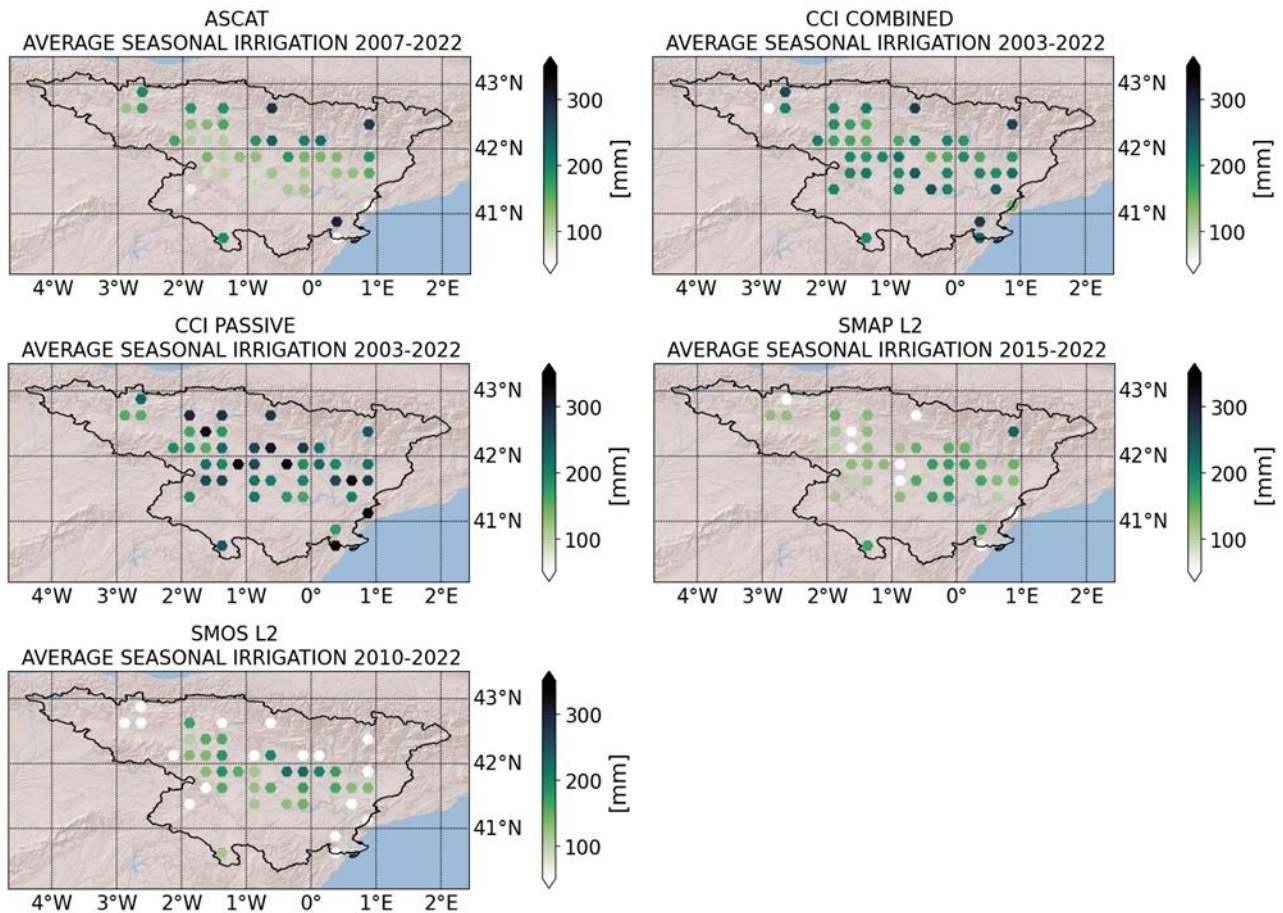 ASCAT
AVERAGE SEASONAL IRRIGATION 2007-2022
43°N
42°N
41°N
4°W 3°W 2°W 1°W 0° 1°E 2°E
300
200
100
[mm]
CCI COMBINED
AVERAGE SEASONAL IRRIGATION 2003-2022
43°N
42°N
41°N
4°W 3°W 2°W 1°W 0° 1°E 2°E
300
200
100
[mm]
CCI PASSIVE
AVERAGE SEASONAL IRRIGATION 2003-2022
43°N
42°N
41°N
4°W 3°W 2°W 1°W 0° 1°E 2°E
300
200
100
[mm]
SMAP L2
AVERAGE SEASONAL IRRIGATION 2015-2022
43°N
42°N
41°N
4°W 3°W 2°W 1°W 0° 1°E 2°E
300
200
100
[mm]
SMOS L2
AVERAGE SEASONAL IRRIGATION 2010-2022
43°N
42°N
41°N
4°W 3°W 2°W 1°W 0° 1°E 2°E
300
200
100
[mm]